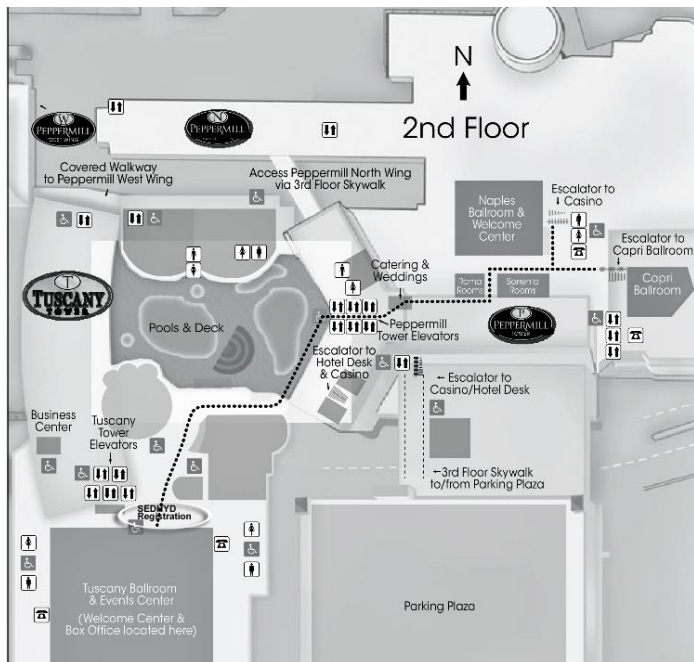 N
2nd Floor
W
PEPPERMILL
WEST WING
N
PEPPERMILL
Covered Walkway
to Peppermill West Wing
Access Peppermill North Wing
via 3rd Floor Skywalk
Naples
Ballroom &
Welcome
Center
Escalator to
Casino
Escalator to
Capri Ballroom
Capri
Ballroom
T
TUSCANY
TOWER
Catering &
Weddings
Roma
Rooms
Sorrento
Rooms
P
PEPPERMILL
TOWER
Pools & Deck
Peppermill
Tower Elevators
Escalator to
Hotel Desk
& Casino
←Escalator to
Casino/Hotel Desk
Business
Center
Tuscany
Tower
Elevators
←3rd Floor Skywalk
to/from Parking Plaza
Registration
Tuscany Ballroom
& Events Center
(Welcome Center &
Box Office located here)
Parking Plaza